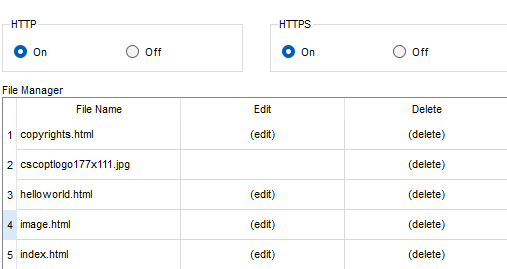 HTTP HTTPS
On Off On Off
File Manager
File Name Edit Delete
1 copyrights.html (edit) (delete)
2 cscoptlogo177x111.jpg (delete)
3 helloworld.html (edit) (delete)
4 image.html (edit) (delete)
5 index.html (edit) (delete)